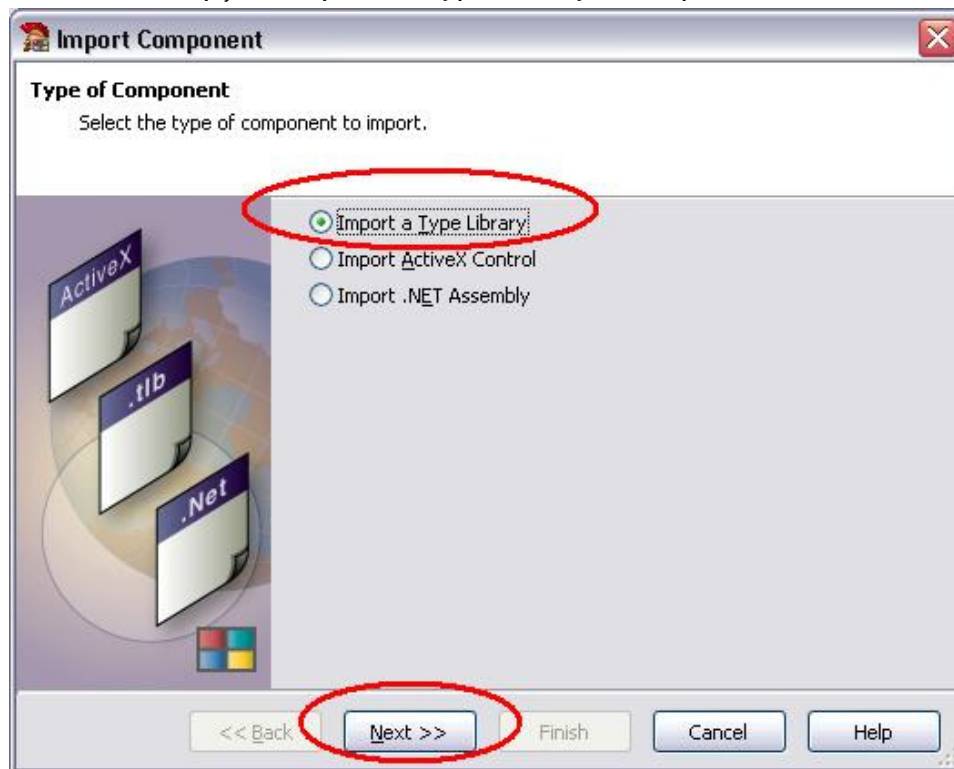 Import Component
Type of Component
Select the type of component to import.
Import a Type Library
Import ActiveX Control
Import .NET Assembly
ActiveX
.tlb
.Net
<< Back
Next >>
Finish
Cancel
Help